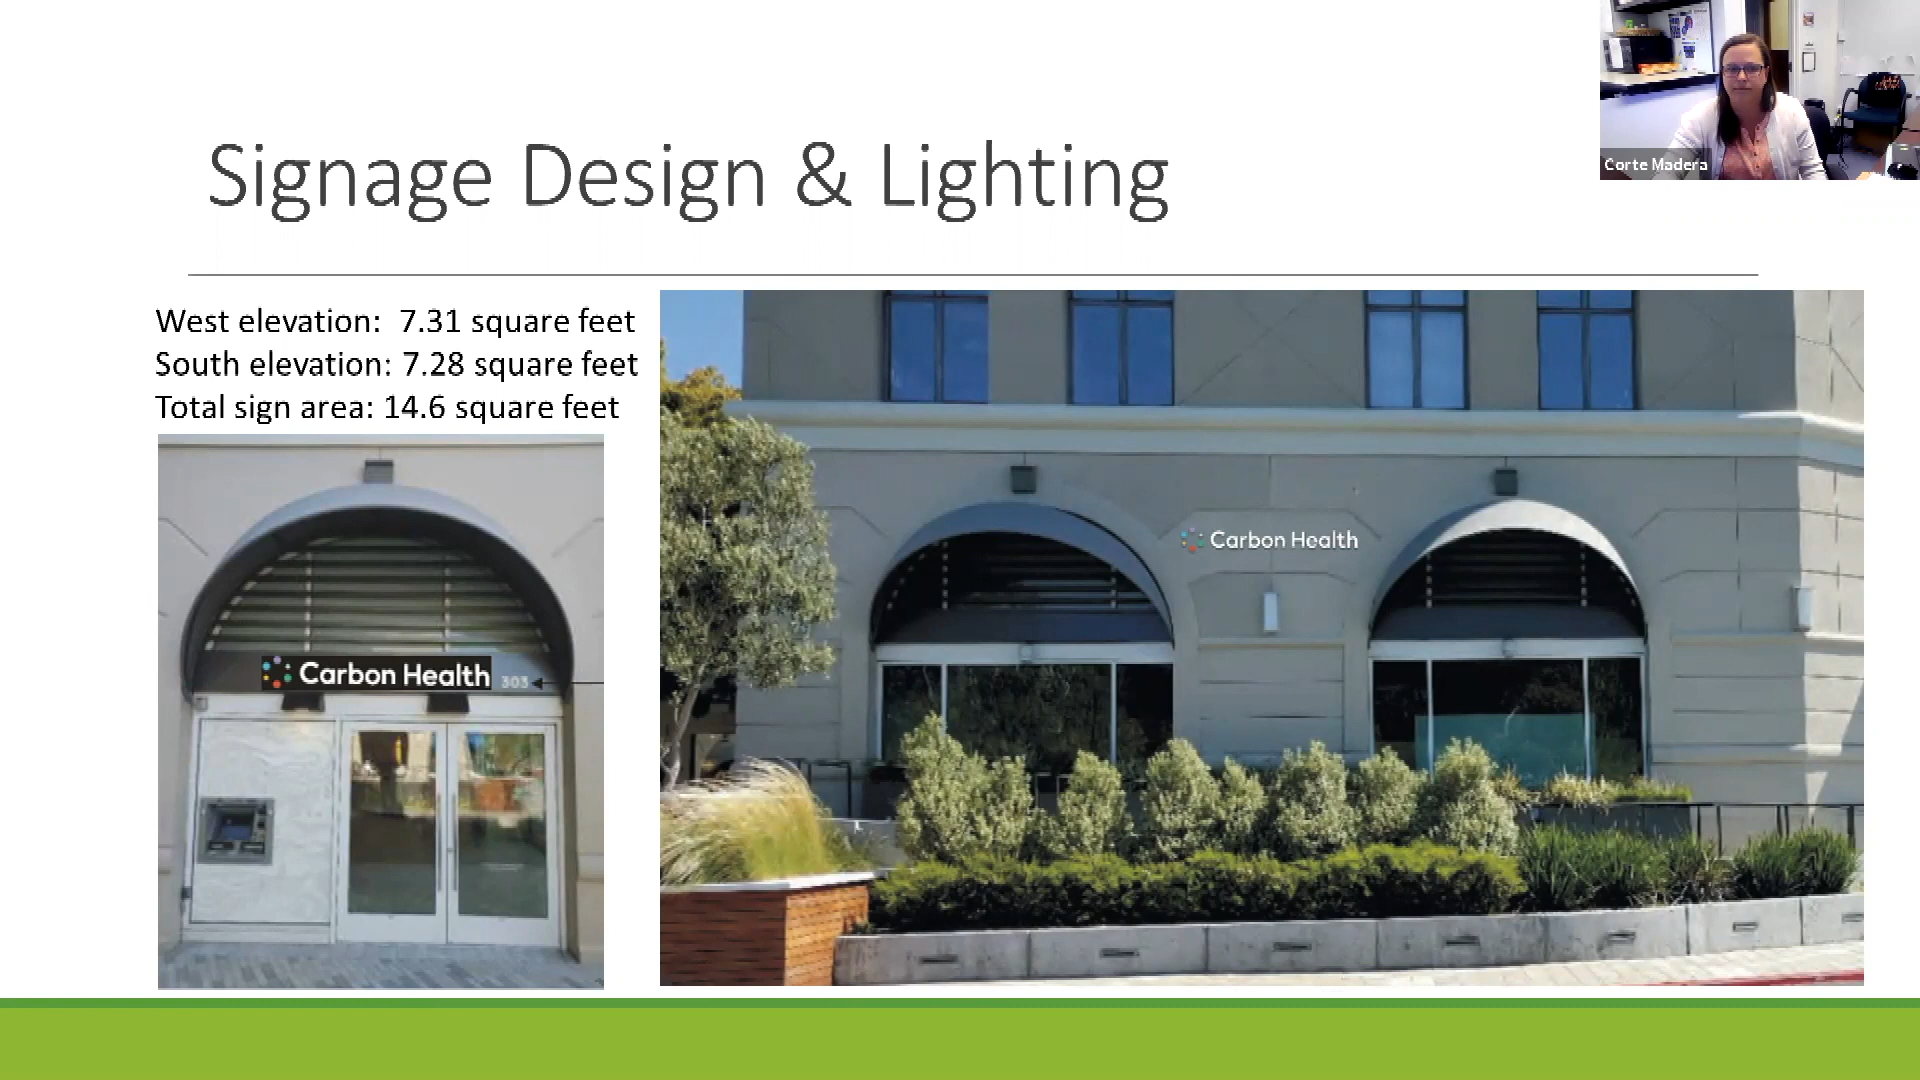 Corte Madera
Signage Design & Lighting
West elevation: 7.31 square feet
South elevation: 7.28 square feet
Total sign area: 14.6 square feet
Carbon Health
Carbon Health 303